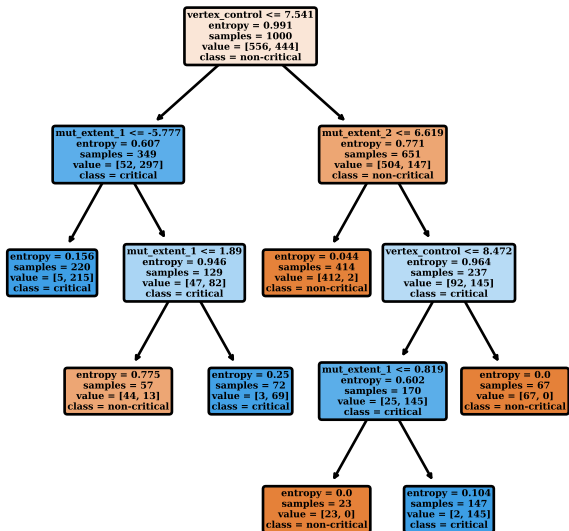 vertex_control <= 7.541
entropy = 0.991
samples = 1000
value = [556, 444]
class = non-critical
mut_extent_1 <= -5.777
entropy = 0.607
samples = 349
value = [52, 297]
class = critical
mut_extent_2 <= 6.619
entropy = 0.771
samples = 651
value = [504, 147]
class = non-critical
entropy = 0.156
samples = 220
value = [5, 215]
class = critical
mut_extent_1 <= 1.89
entropy = 0.946
samples = 129
value = [47, 82]
class = critical
entropy = 0.044
samples = 414
value = [412, 2]
class = non-critical
vertex_control <= 8.472
entropy = 0.964
samples = 237
value = [92, 145]
class = critical
entropy = 0.775
samples = 57
value = [44, 13]
class = non-critical
entropy = 0.25
samples = 72
value = [3, 69]
class = critical
mut_extent_1 <= 0.819
entropy = 0.602
samples = 170
value = [25, 145]
class = critical
entropy = 0.0
samples = 67
value = [67, 0]
class = non-critical
entropy = 0.0
samples = 23
value = [23, 0]
class = non-critical
entropy = 0.104
samples = 147
value = [2, 145]
class = critical